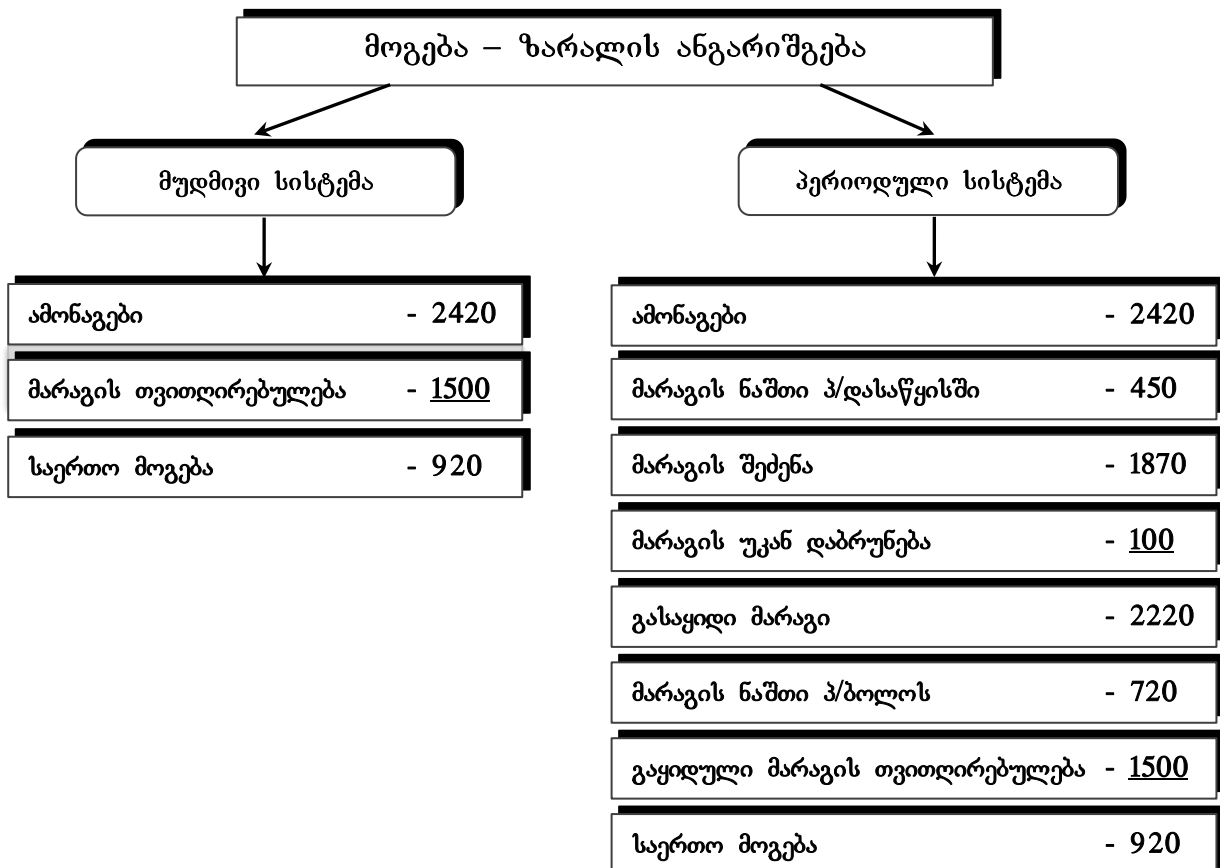 მოგება – ზარალის ანგარიშგება
მუდმივი სისტემა
ამონაგები - 2420
მარაგის თვითღირებულება - 1500
საერთო მოგება - 920
პერიოდული სისტემა
ამონაგები - 2420
მარაგის ნაშთი პ/დასაწყისში - 450
მარაგის შეძენა - 1870
მარაგის უკან დაბრუნება - 100
გასაყიდი მარაგი - 2220
მარაგის ნაშთი პ/ბოლოს - 720
გაყიდული მარაგის თვითღირებულება - 1500
საერთო მოგება - 920